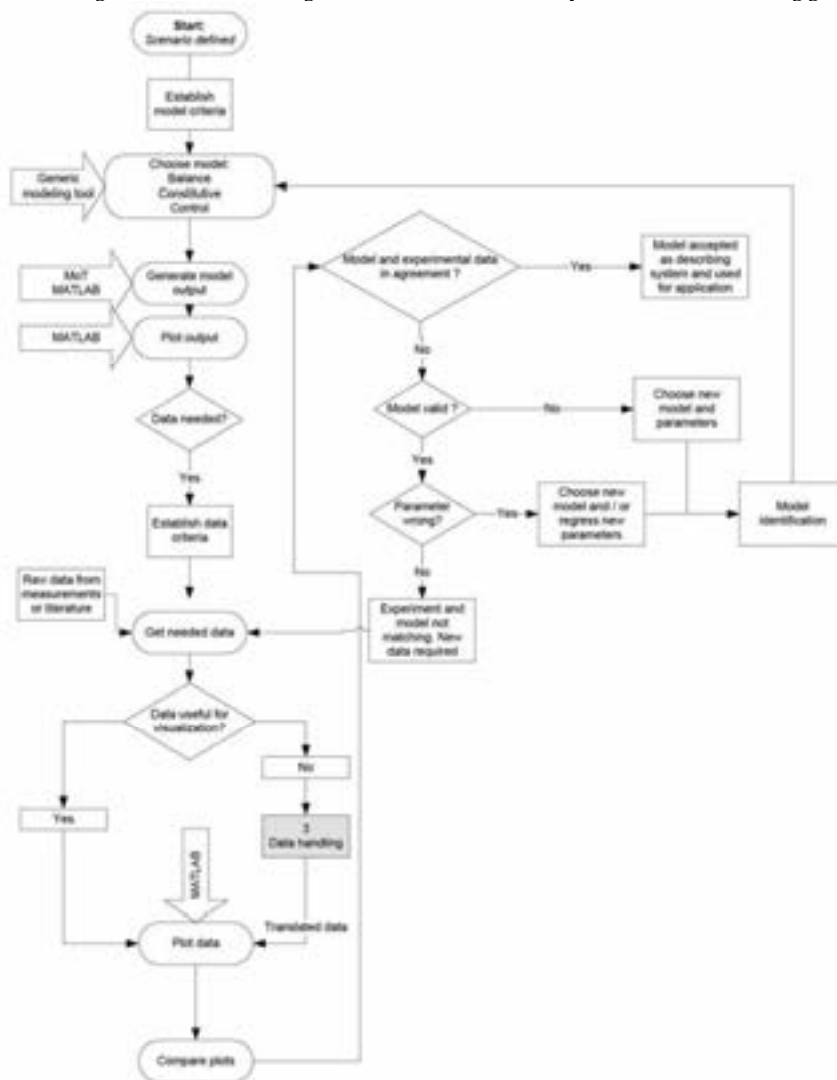 Start:
Scenario defined
Establish
model criteria
Generic
modeling tool
Choose model:
Balance
Constitutive
Control
MoT
MATLAB
Generate model
output
MATLAB
Plot output
Data needed?
Yes
Establish data
criteria
Raw data from
measurements
or literature
Get needed data
Data useful for
visualization?
No
Yes
3
Data handling
MATLAB
Translated data
Plot data
Compare plots
Model and experimental data
in agreement ?
Yes
Model accepted
as describing
system and used
for application
No
Model valid ?
No
Choose new
model and
parameters
Yes
Parameter
wrong?
Yes
Choose new
model and / or
regress new
parameters
Model
identification
No
Experiment and
model not
matching. New
data required